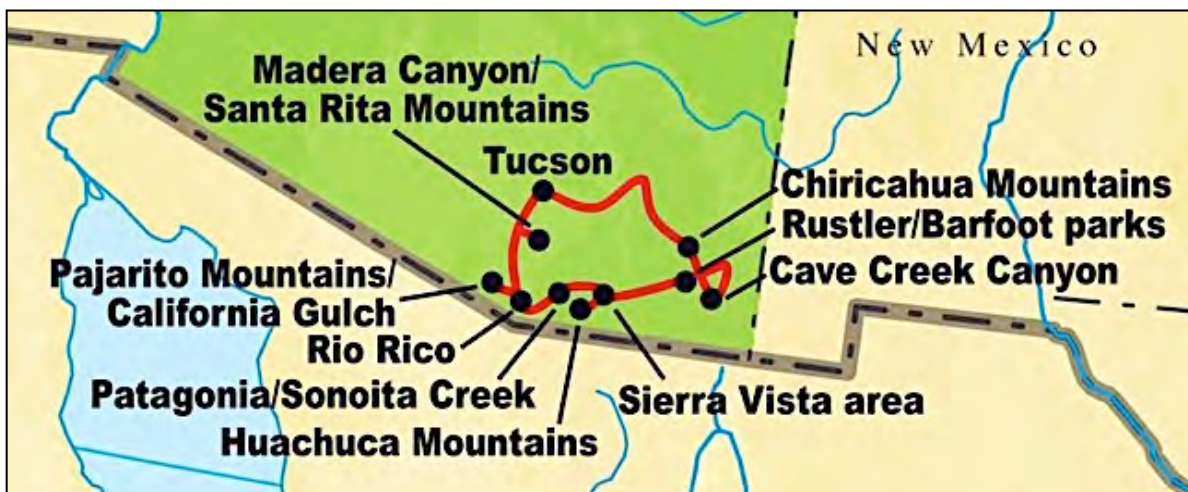 New Mexico
Madera Canyon/
Santa Rita Mountains
Tucson
Chiricahua Mountains
Rustler/Barfoot parks
Cave Creek Canyon
Pajarito Mountains/
California Gulch
Rio Rico
Patagonia/Sonoita Creek
Sierra Vista area
Huachuca Mountains